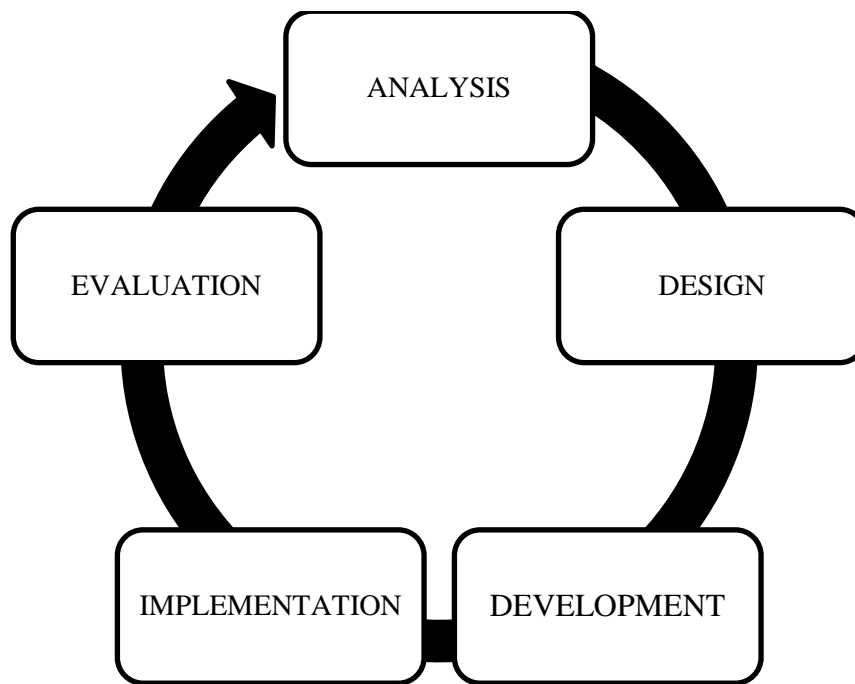 ANALYSIS
DESIGN
DEVELOPMENT
IMPLEMENTATION
EVALUATION